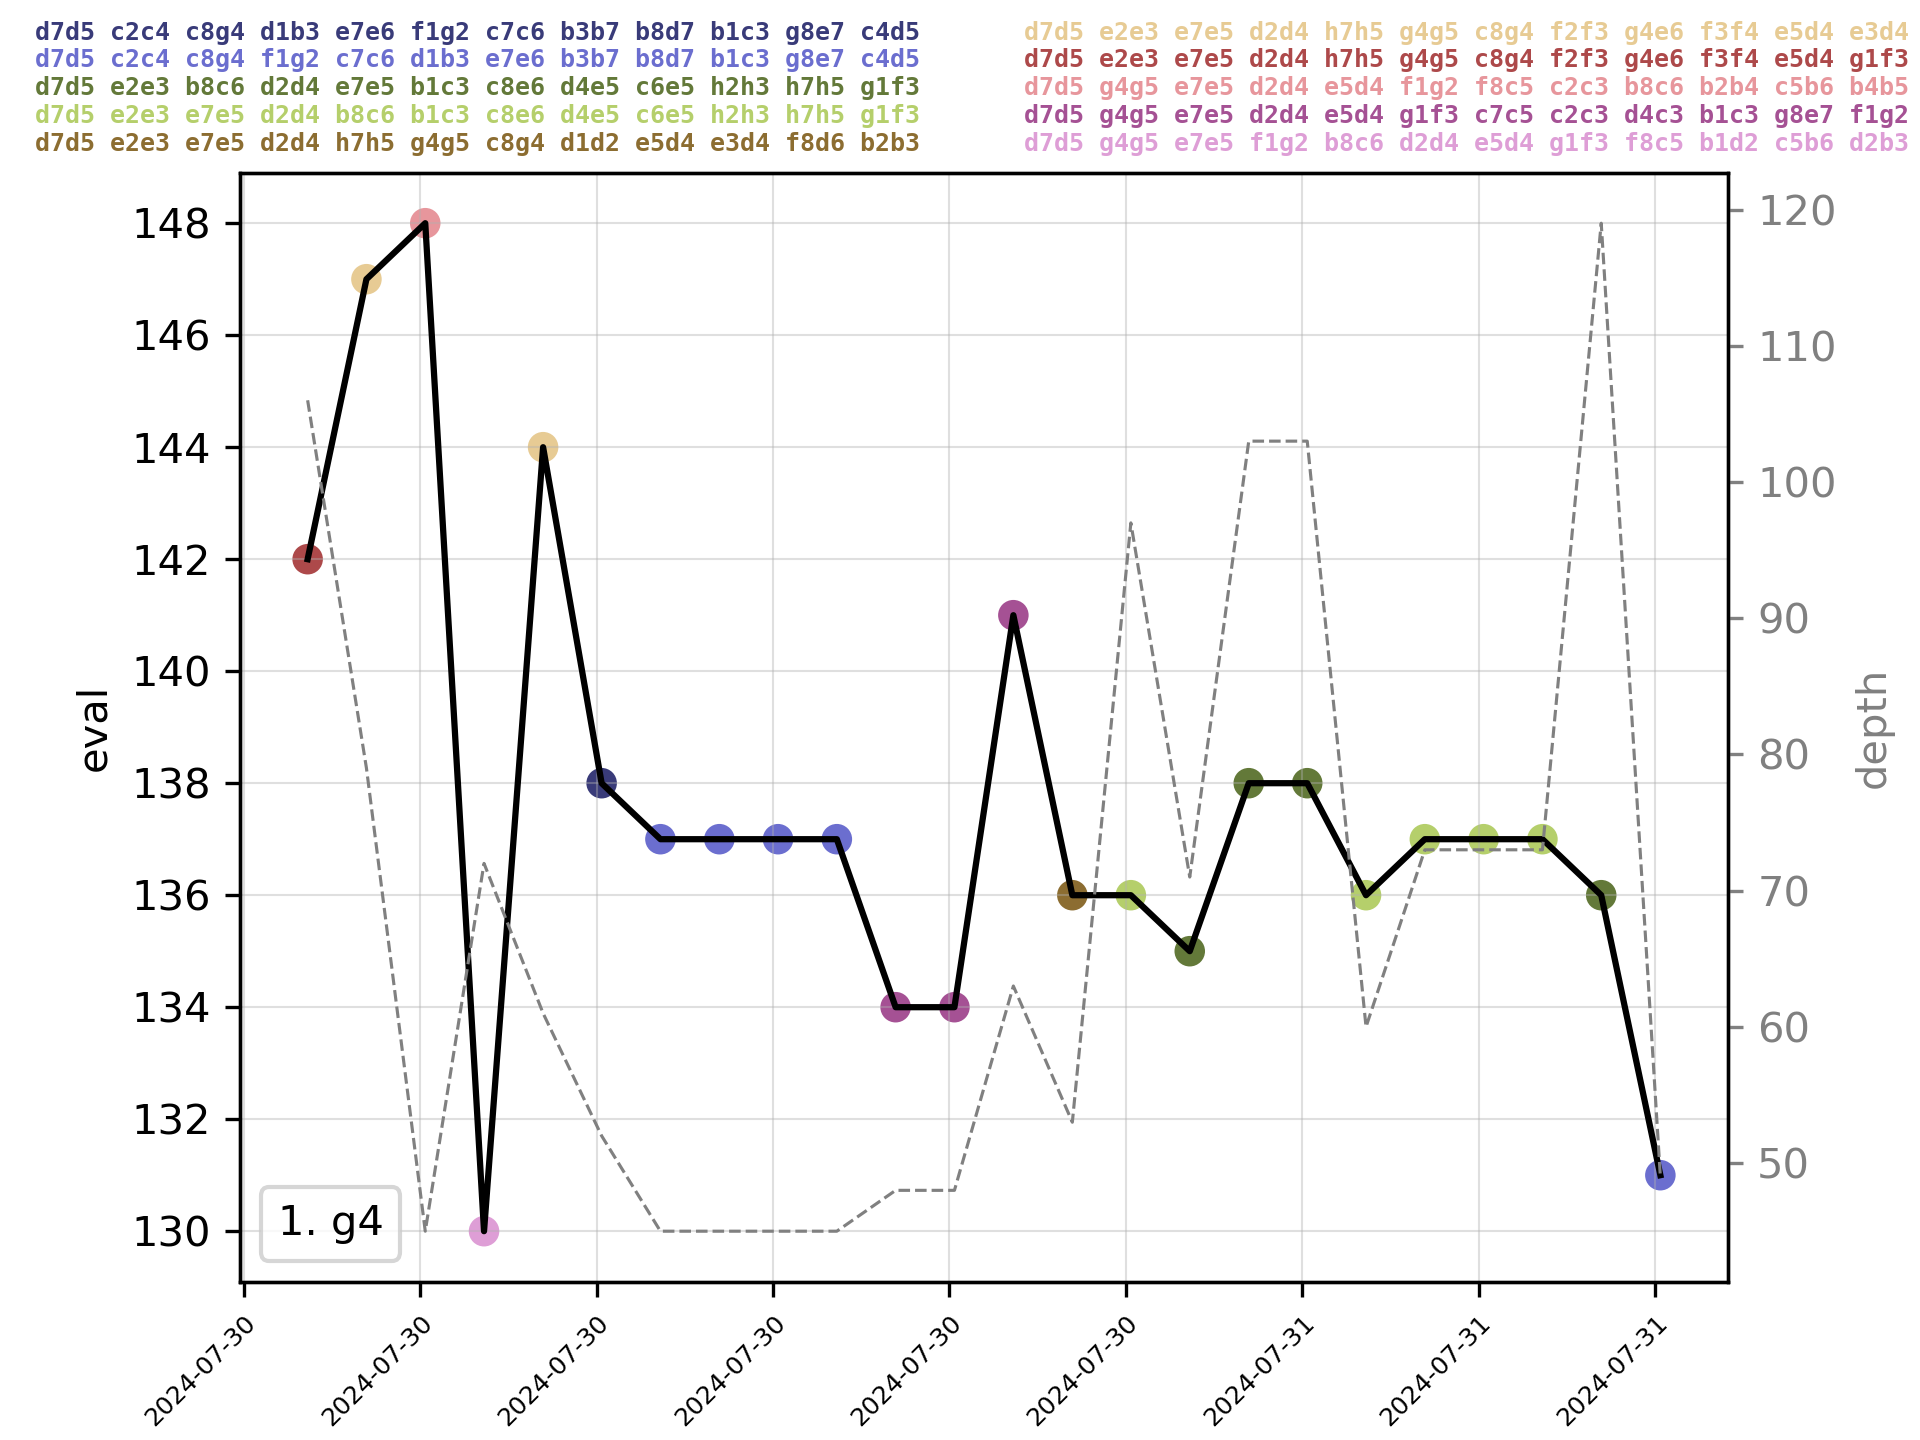 d7d5 c2c4 c8g4 d1b3 e7e6 f1g2 c7c6 b3b7 b8d7 b1c3 g8e7 c4d5
d7d5 c2c4 c8g4 f1g2 c7c6 d1b3 e7e6 b3b7 b8d7 b1c3 g8e7 c4d5
d7d5 e2e3 b8c6 d2d4 e7e5 b1c3 c8e6 d4e5 c6e5 h2h3 h7h5 g1f3
d7d5 e2e3 e7e5 d2d4 b8c6 b1c3 c8e6 d4e5 c6e5 h2h3 h7h5 g1f3
d7d5 e2e3 e7e5 d2d4 h7h5 g4g5 c8g4 d1d2 e5d4 e3d4 f8d6 b2b3
d7d5 e2e3 e7e5 d2d4 h7h5 g4g5 c8g4 f2f3 g4e6 f3f4 e5d4 e3d4
d7d5 e2e3 e7e5 d2d4 h7h5 g4g5 c8g4 f2f3 g4e6 f3f4 e5d4 g1f3
d7d5 g4g5 e7e5 d2d4 e5d4 f1g2 f8c5 c2c3 b8c6 b2b4 c5b6 b4b5
d7d5 g4g5 e7e5 d2d4 e5d4 g1f3 c7c5 c2c3 d4c3 b1c3 g8e7 f1g2
d7d5 g4g5 e7e5 f1g2 b8c6 d2d4 e5d4 g1f3 f8c5 b1d2 c5b6 d2b3
148
146
144
142
140
138
136
134
132
130
eval
120
110
100
90
80
70
60
50
depth
1. g4
2024-07-30
2024-07-30
2024-07-30
2024-07-30
2024-07-30
2024-07-30
2024-07-31
2024-07-31
2024-07-31